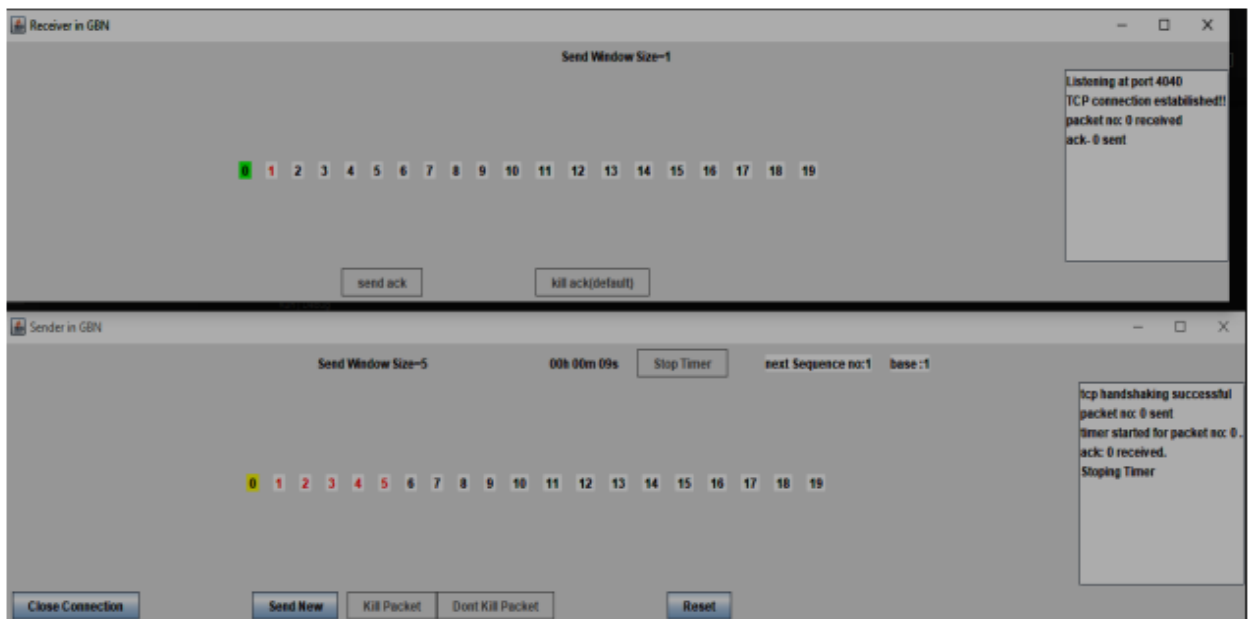 Receiver in GBN
Send Window Size=1
Listening at port 4040
TCP connection estabilished!!
packet no: 0 received
ack- 0 sent
0 1 2 3 4 5 6 7 8 9 10 11 12 13 14 15 16 17 18 19
send ack kill ack(default)
Sender in GBN
Send Window Size=5 00h 00m 09s Stop Timer next Sequence no:1 base :1
tcp handshaking successful
packet no: 0 sent
timer started for packet no: 0 .
ack: 0 received.
Stoping Timer
0 1 2 3 4 5 6 7 8 9 10 11 12 13 14 15 16 17 18 19
Close Connection Send New Kill Packet Dont Kill Packet Reset